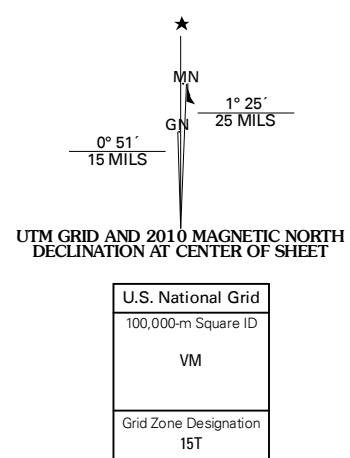 ★
MN
1° 25´
25 MILS
GN
0° 51´
15 MILS
UTM GRID AND 2010 MAGNETIC NORTH
DECLINATION AT CENTER OF SHEET
U.S. National Grid
100,000-m Square ID
VM
Grid Zone Designation
15T